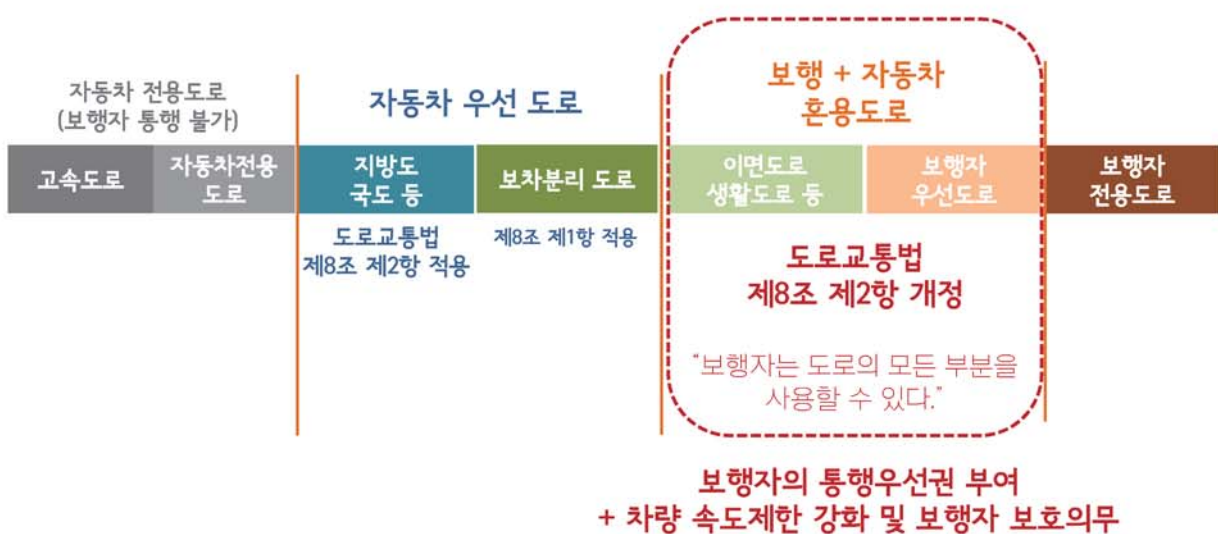 자동차 전용도로
(보행자 통행 불가)
자동차 우선 도로
보행 + 자동차
혼용도로
고속도로
자동차전용
도로
지방도
국도 등
보차분리 도로
이면도로
생활도로 등
보행자
우선도로
보행자
전용도로
도로교통법
제8조 제2항 적용
제8조 제1항 적용
도로교통법
제8조 제2항 개정
“보행자는 도로의 모든 부분을
사용할 수 있다.”
보행자의 통행우선권 부여
+ 차량 속도제한 강화 및 보행자 보호의무